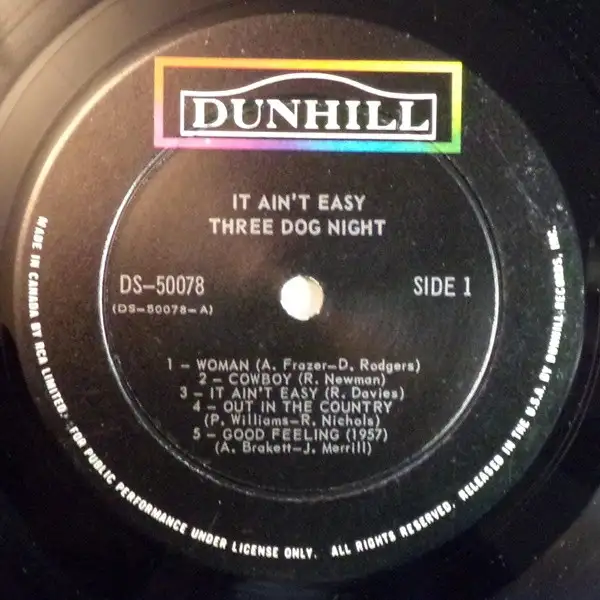 DUNHILL
IT AIN'T EASY
THREE DOG NIGHT
DS-50078
(DS-50078-A)
SIDE 1
1 - WOMAN (A. Frazer-D. Rodgers)
2 - COWBOY (R. Newman)
3 - IT AIN'T EASY (R. Davies)
4 - OUT IN THE COUNTRY
(P. Williams-R. Nichols)
5 - GOOD FEELING (1957)
(A. Brakett-J. Merrill)
MADE IN CANADA BY RCA LIMITED. FOR PUBLIC PERFORMANCE UNDER LICENSE ONLY. ALL RIGHTS RESERVED. RELEASED IN THE U.S.A. BY DUNHILL RECORDS, INC.